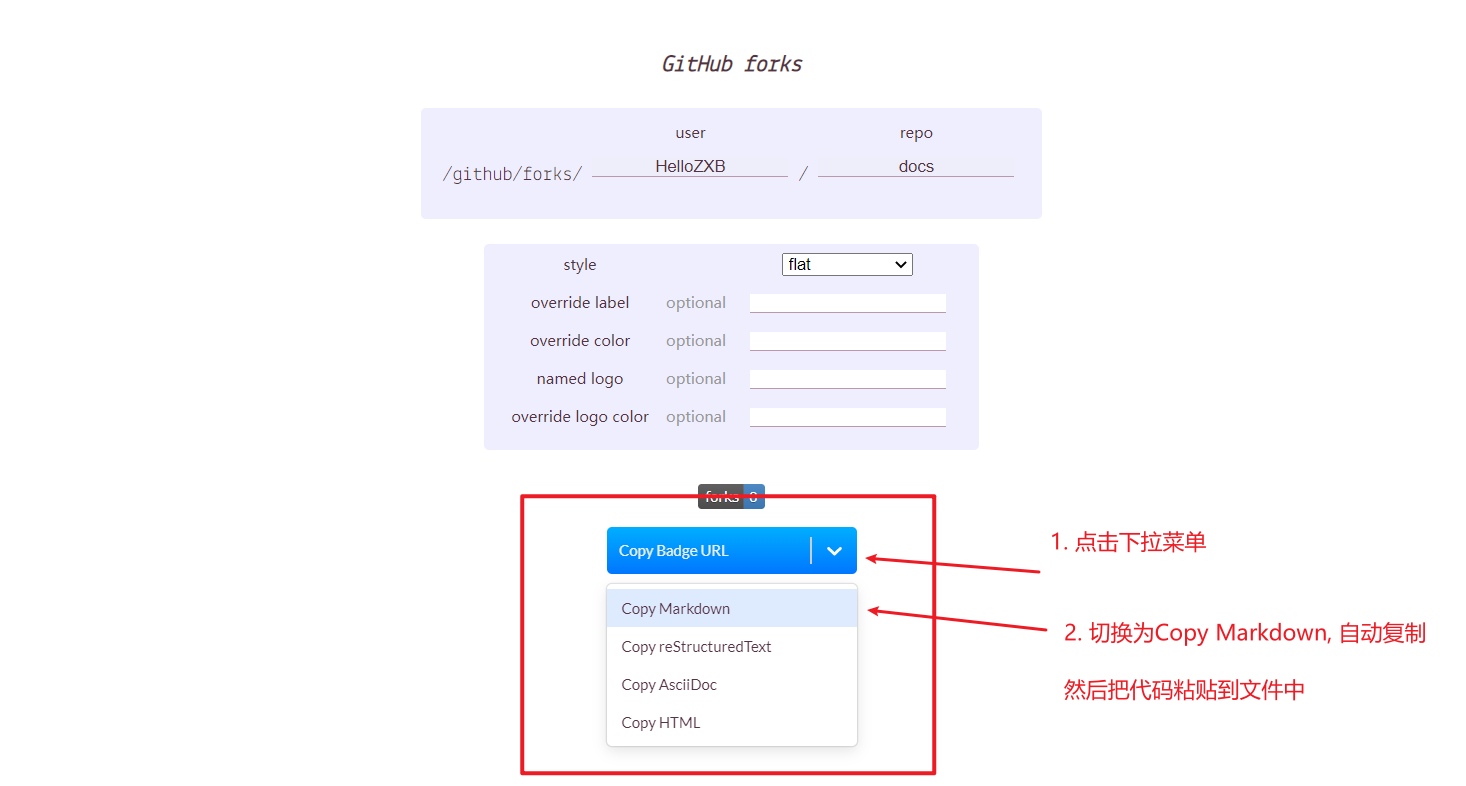 GitHub forks
user repo
/github/forks/ HelloZXB / docs
style flat
override label optional
override color optional
named logo optional
override logo color optional
forks 0
Copy Badge URL
1. 点击下拉菜单
Copy Markdown
2. 切换为Copy Markdown, 自动复制
Copy reStructuredText
然后把代码粘贴到文件中
Copy AsciiDoc
Copy HTML